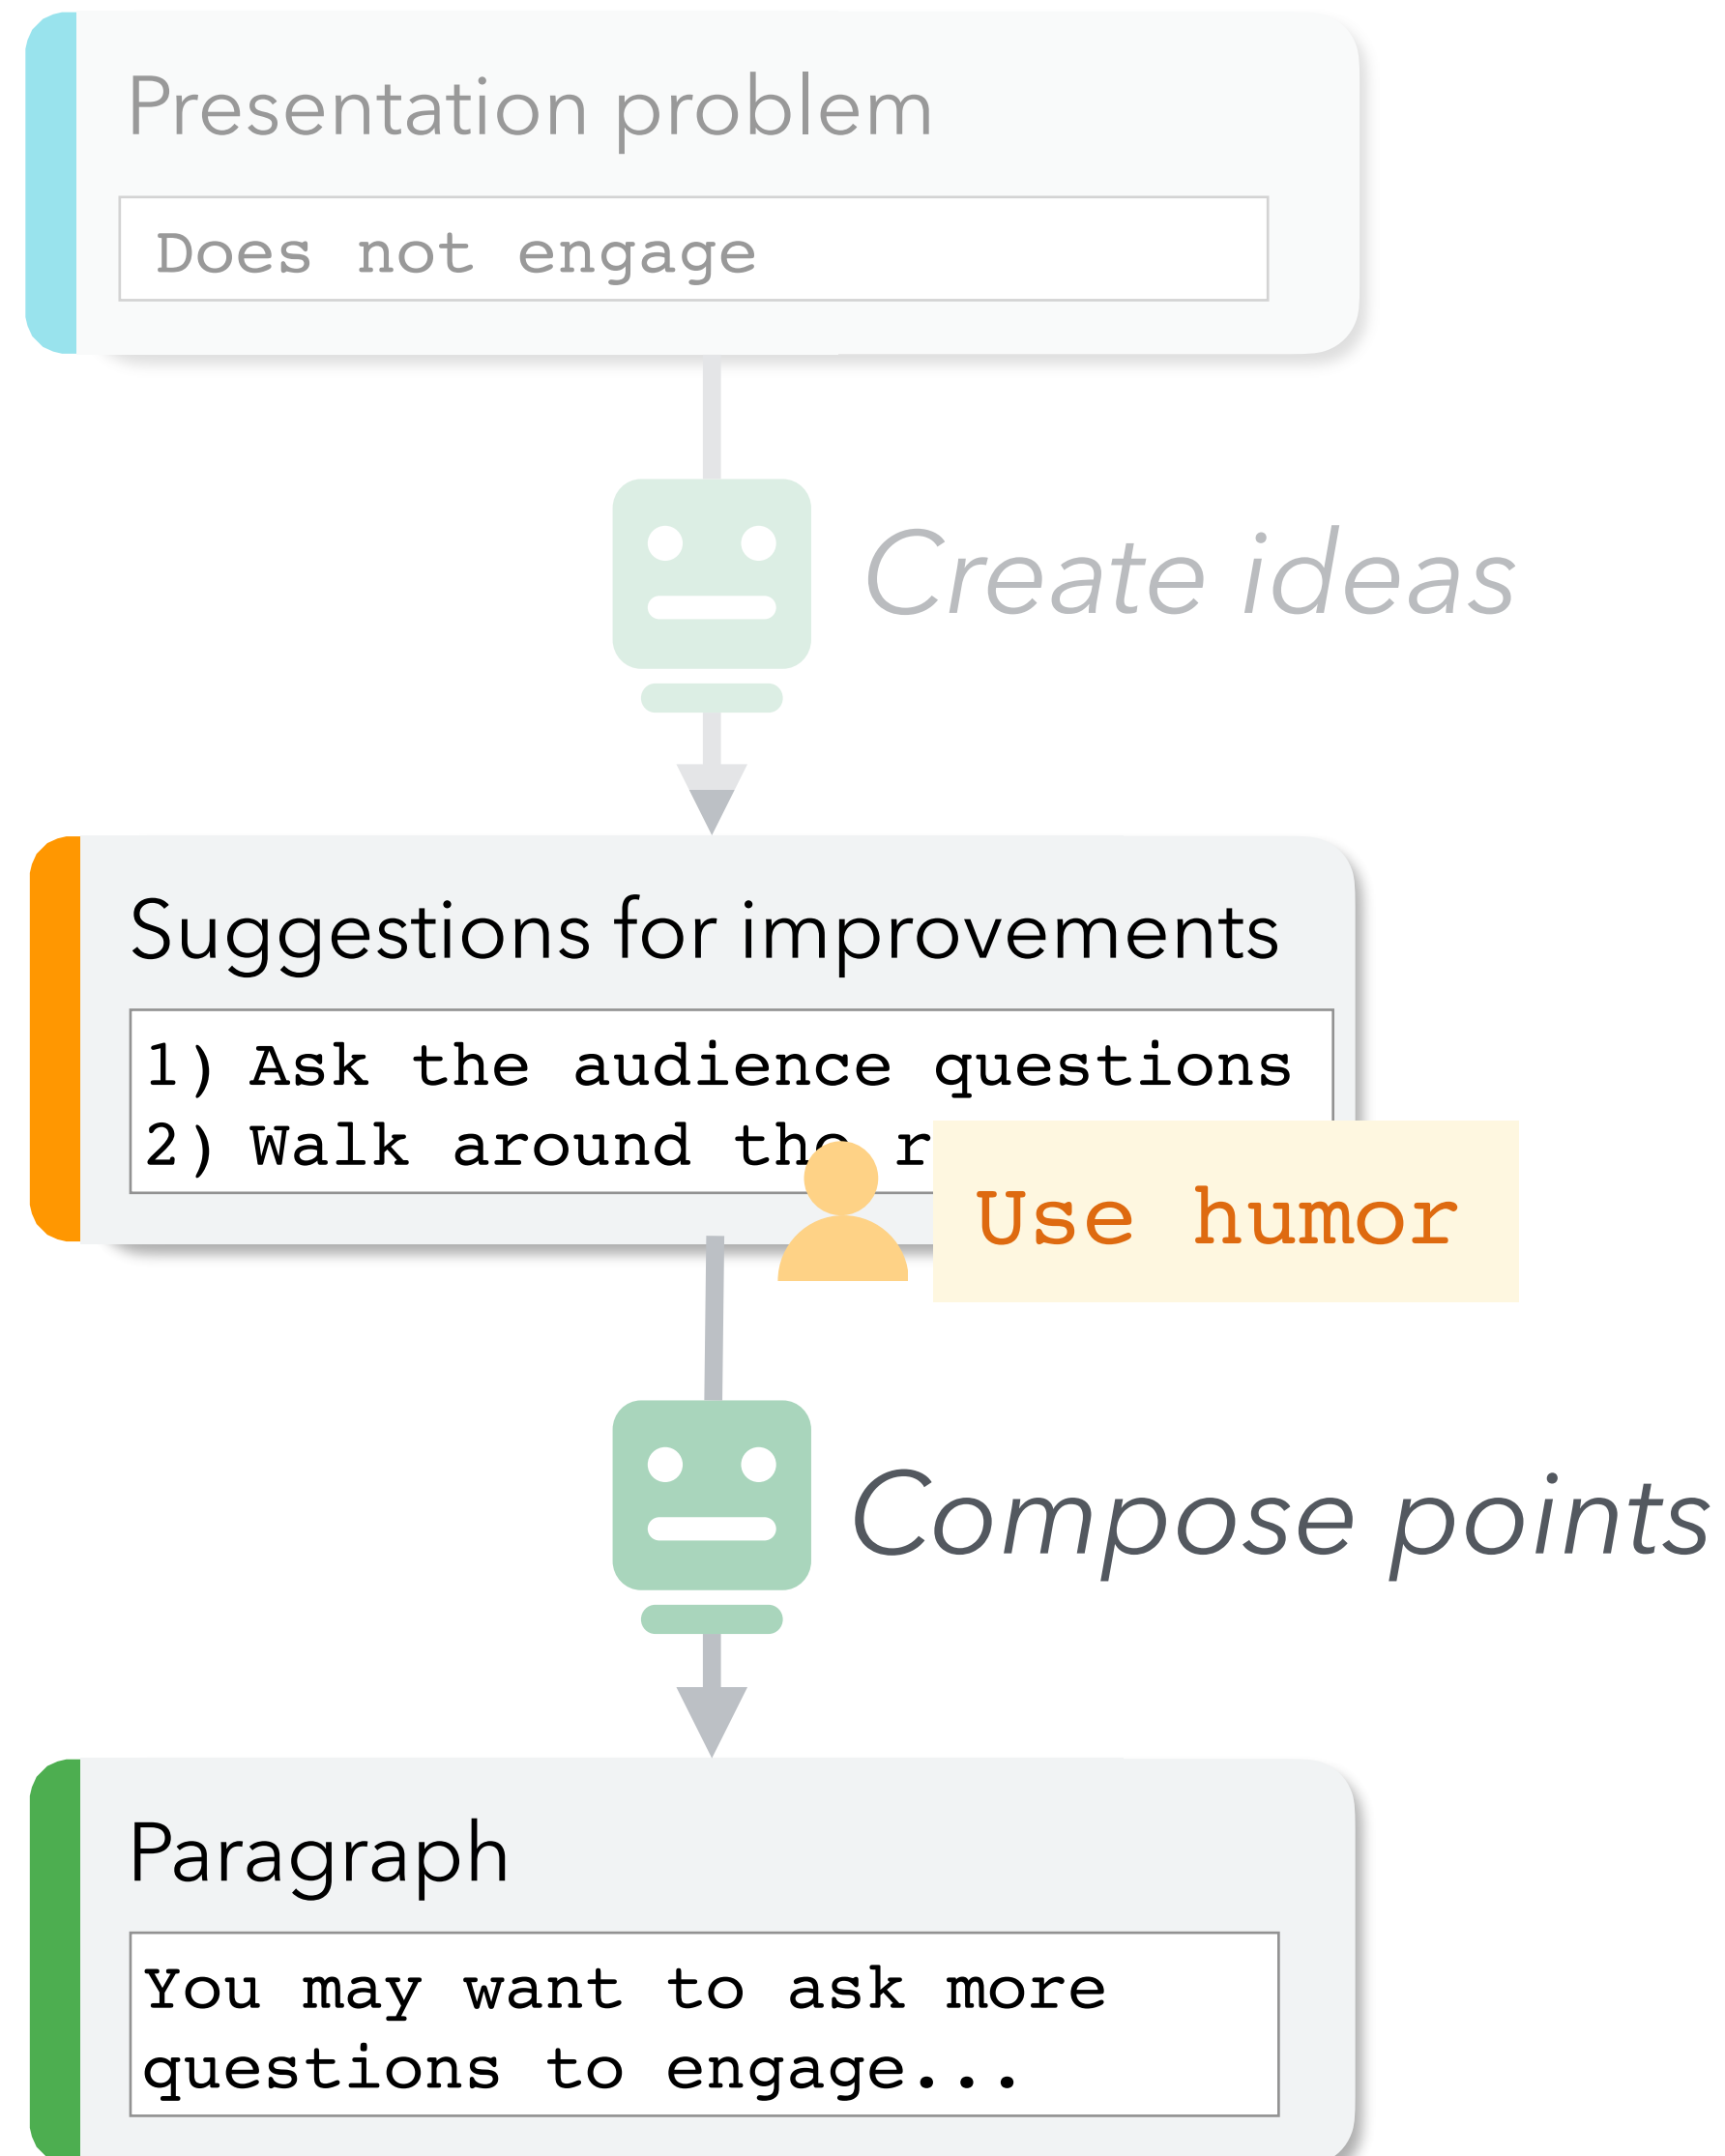 Presentation problem
Does not engage
Create ideas
Suggestions for improvements
1) Ask the audience questions
2) Walk around the
Use humor
Compose points
Paragraph
You may want to ask more
questions to engage...